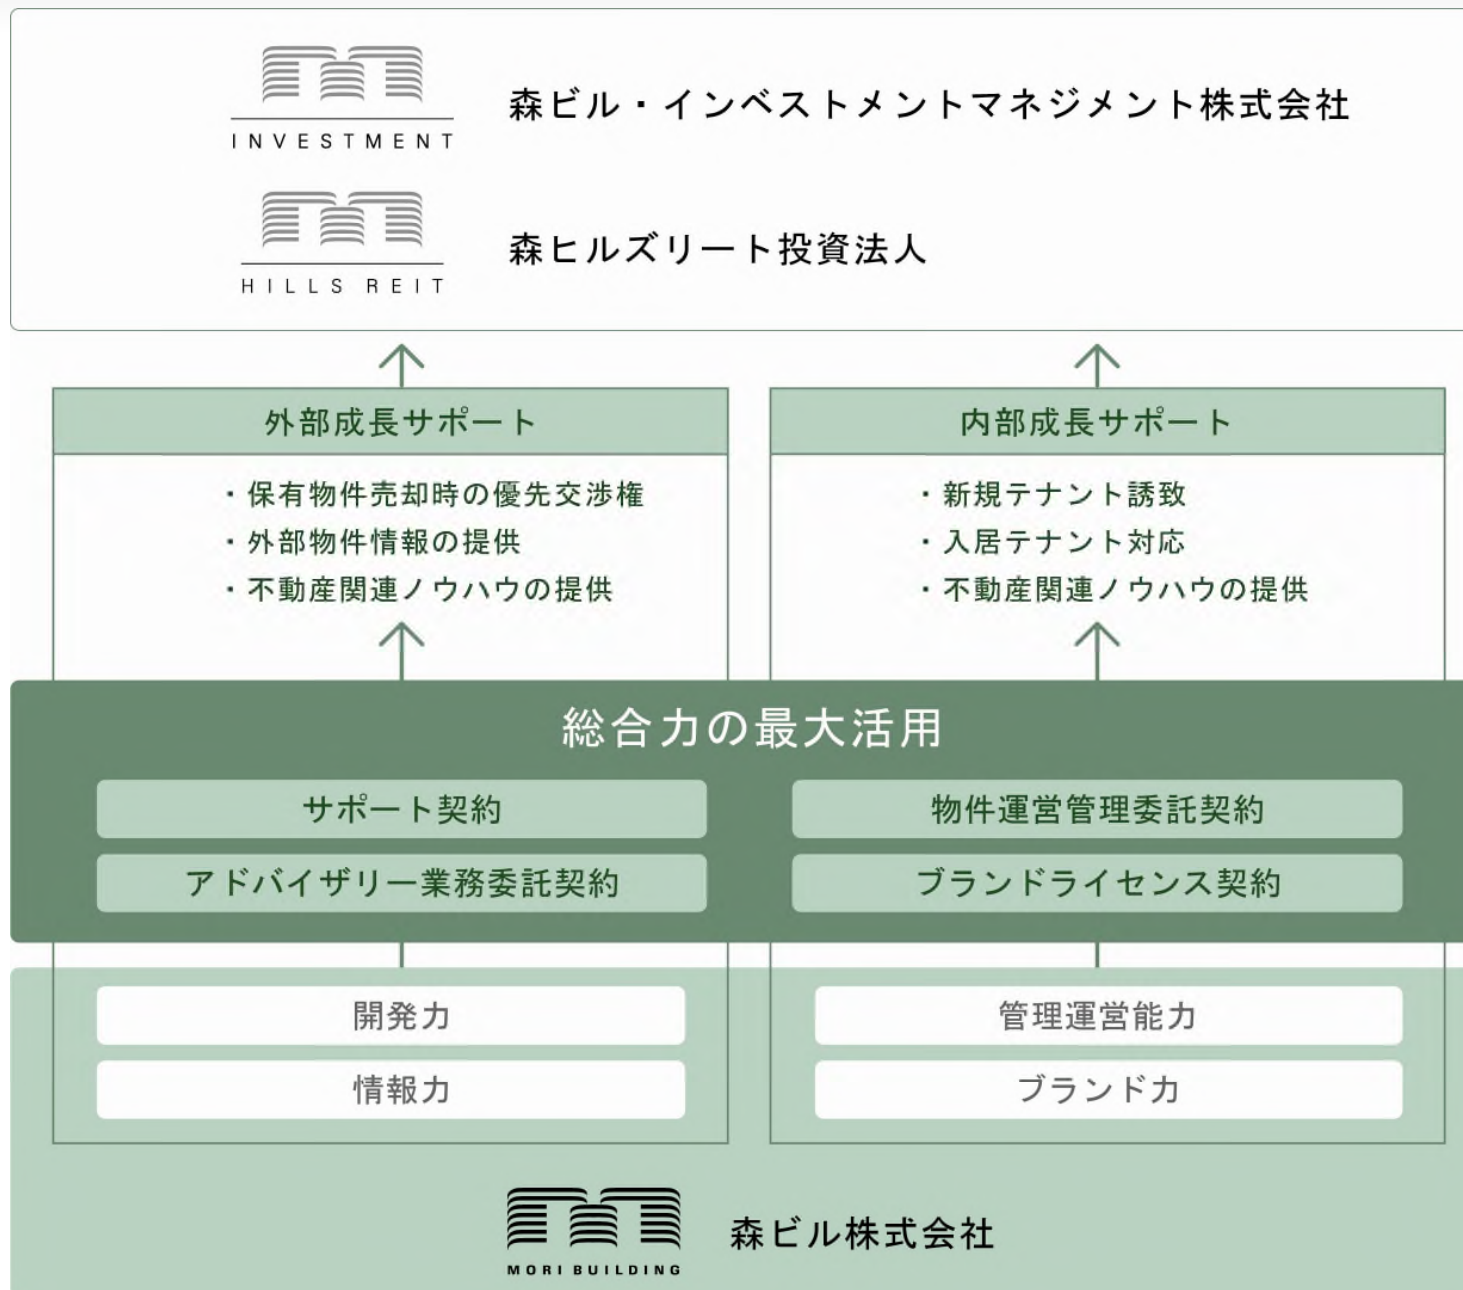 INVESTMENT
森ビル・インベストメントマネジメント株式会社
HILLS REIT
森ヒルズリート投資法人
外部成長サポート
・保有物件売却時の優先交渉権
・外部物件情報の提供
・不動産関連ノウハウの提供
内部成長サポート
・新規テナント誘致
・入居テナント対応
・不動産関連ノウハウの提供
総合力の最大活用
サポート契約
アドバイザリー業務委託契約
物件運営管理委託契約
ブランドライセンス契約
開発力
情報力
管理運営能力
ブランド力
MORI BUILDING
森ビル株式会社